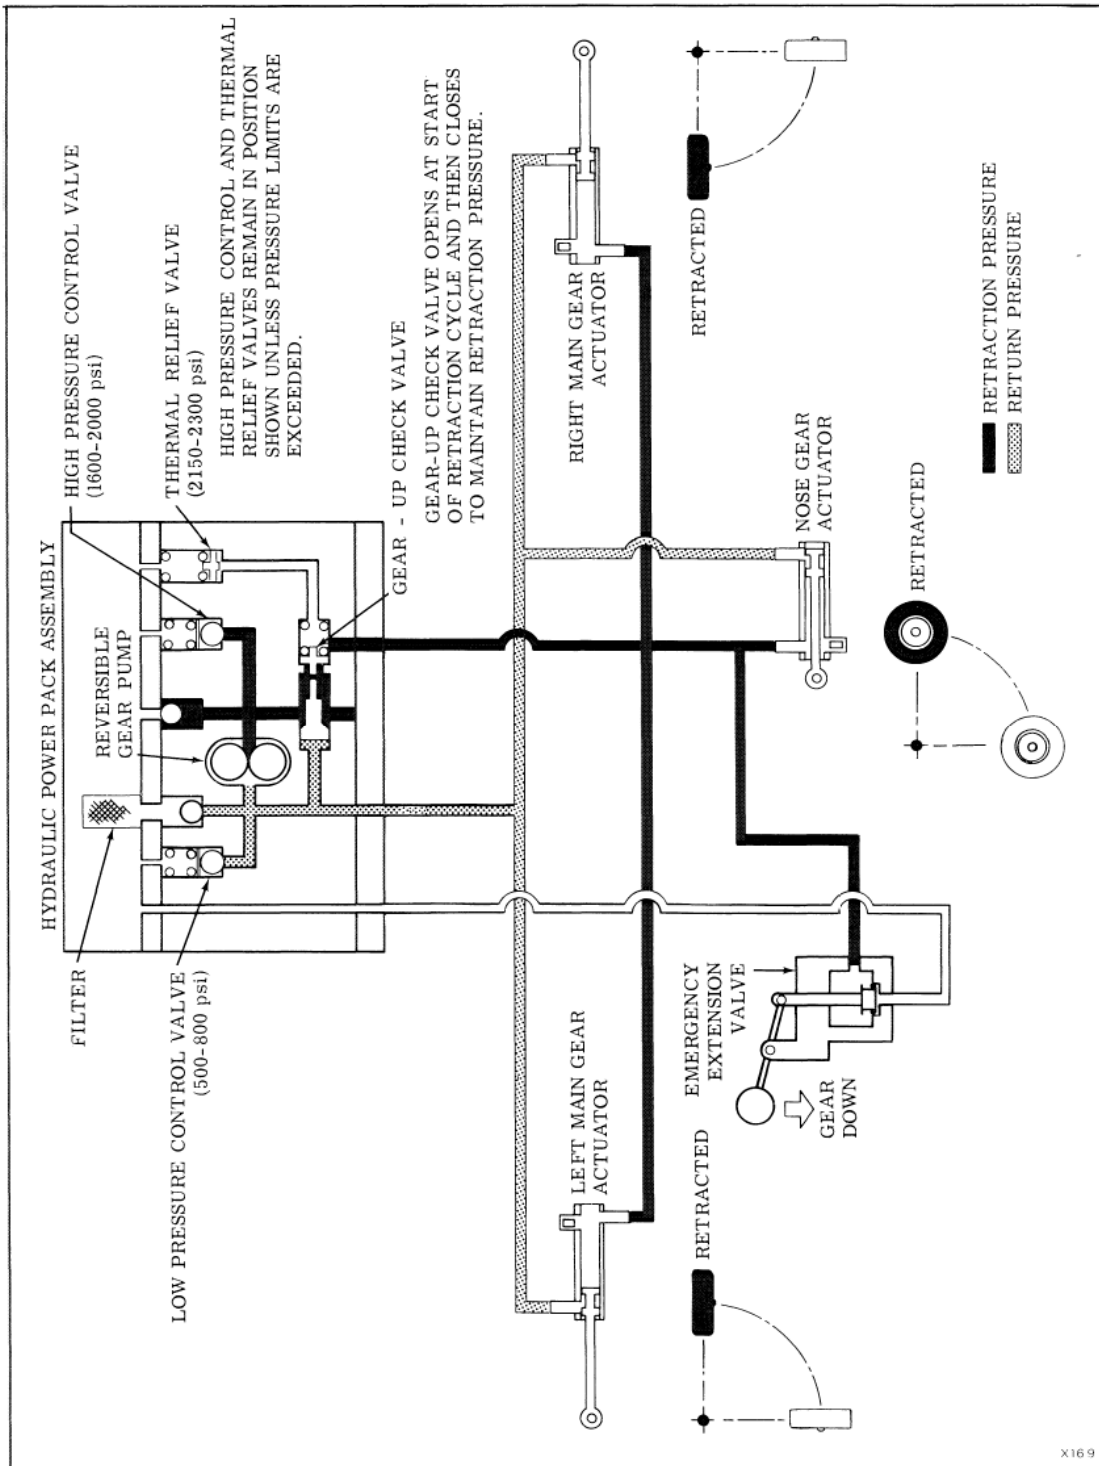 HYDRAULIC POWER PACK ASSEMBLY
FILTER
LOW PRESSURE CONTROL VALVE
(500-800 psi)
REVERSIBLE
GEAR PUMP
HIGH PRESSURE CONTROL VALVE
(1600-2000 psi)
THERMAL RELIEF VALVE
(2150-2300 psi)
HIGH PRESSURE CONTROL AND THERMAL
RELIEF VALVES REMAIN IN POSITION
SHOWN UNLESS PRESSURE LIMITS ARE
EXCEEDED.
GEAR - UP CHECK VALVE
GEAR-UP CHECK VALVE OPENS AT START
OF RETRACTION CYCLE AND THEN CLOSES
TO MAINTAIN RETRACTION PRESSURE.
LEFT MAIN GEAR
ACTUATOR
RIGHT MAIN GEAR
ACTUATOR
RETRACTED
EMERGENCY
EXTENSION
VALVE
GEAR
DOWN
NOSE GEAR
ACTUATOR
RETRACTED
RETRACTED
RETRACTION PRESSURE
RETURN PRESSURE
X169